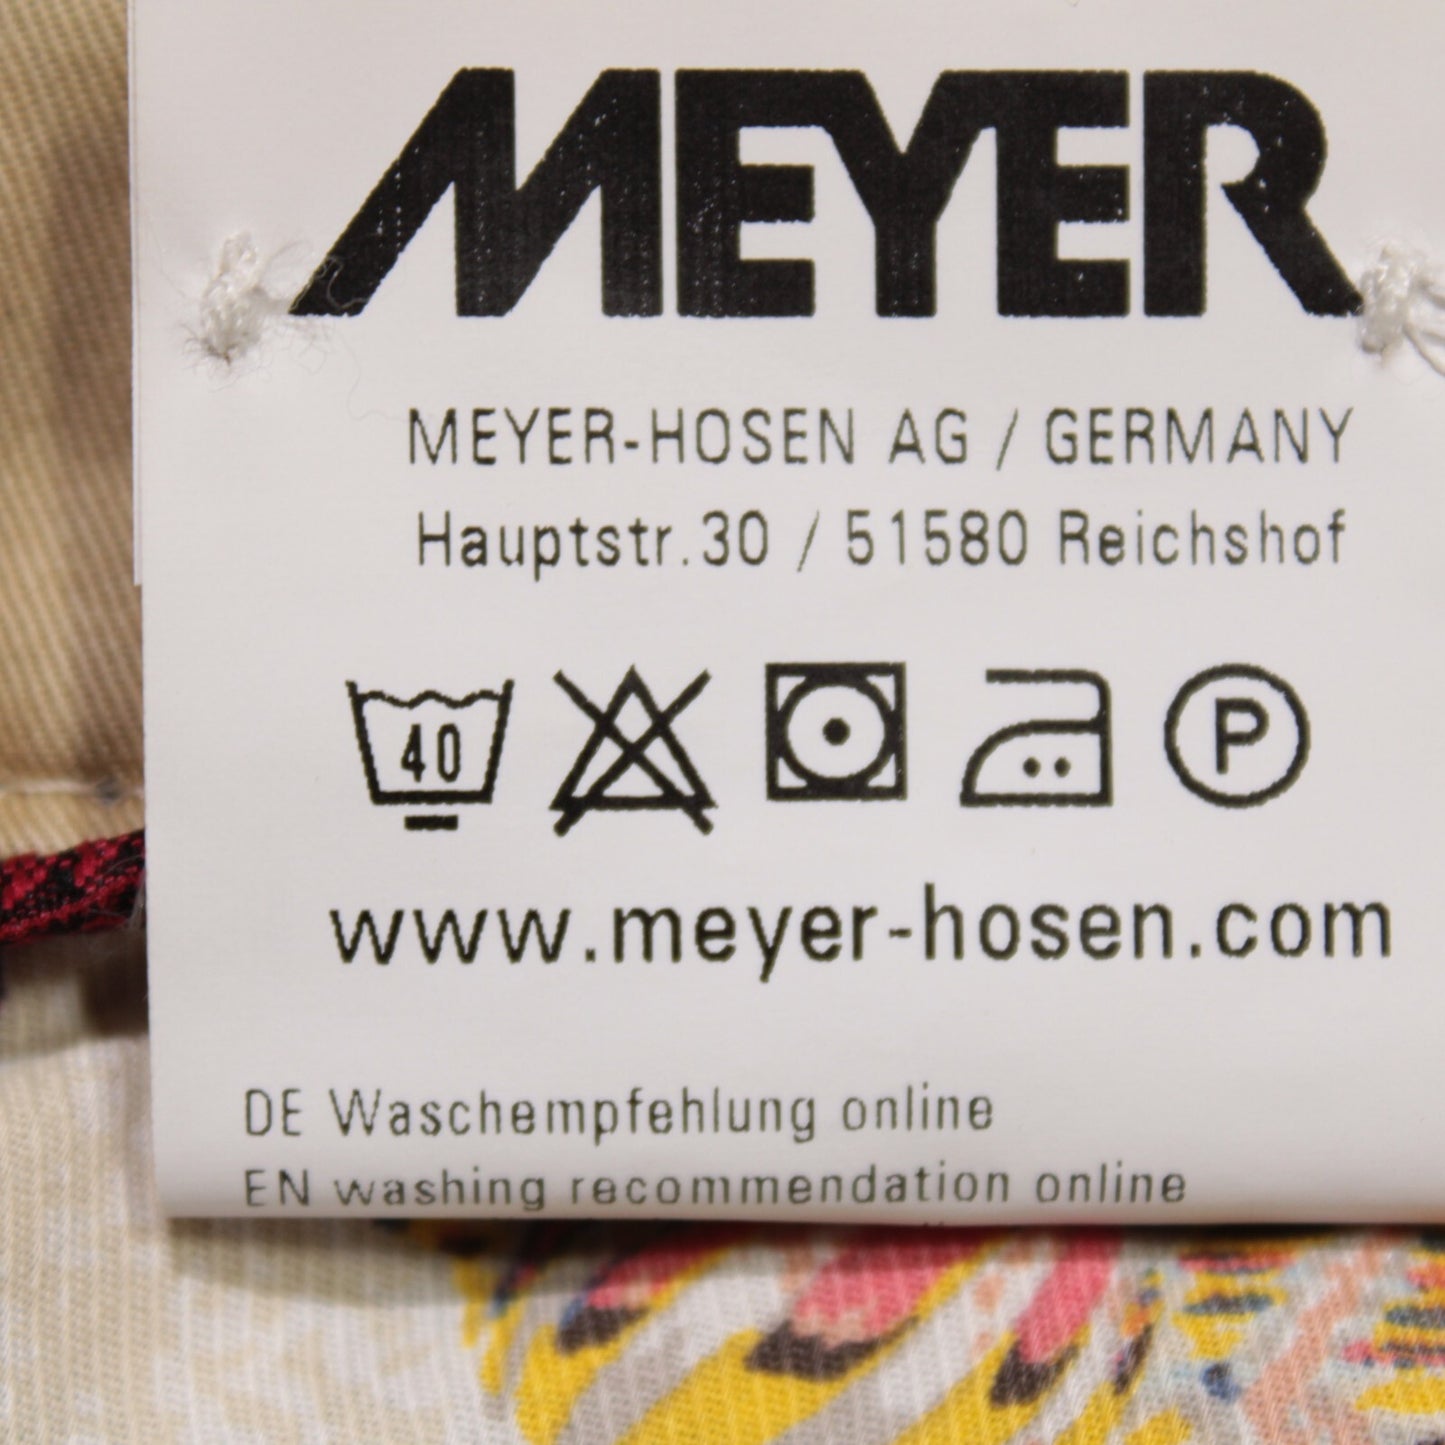 MEYER
MEYER-HOSEN AG / GERMANY
Hauptstr.30 / 51580 Reichshof
40 P
www.meyer-hosen.com
DE Waschempfehlung online
EN washing recommendation online